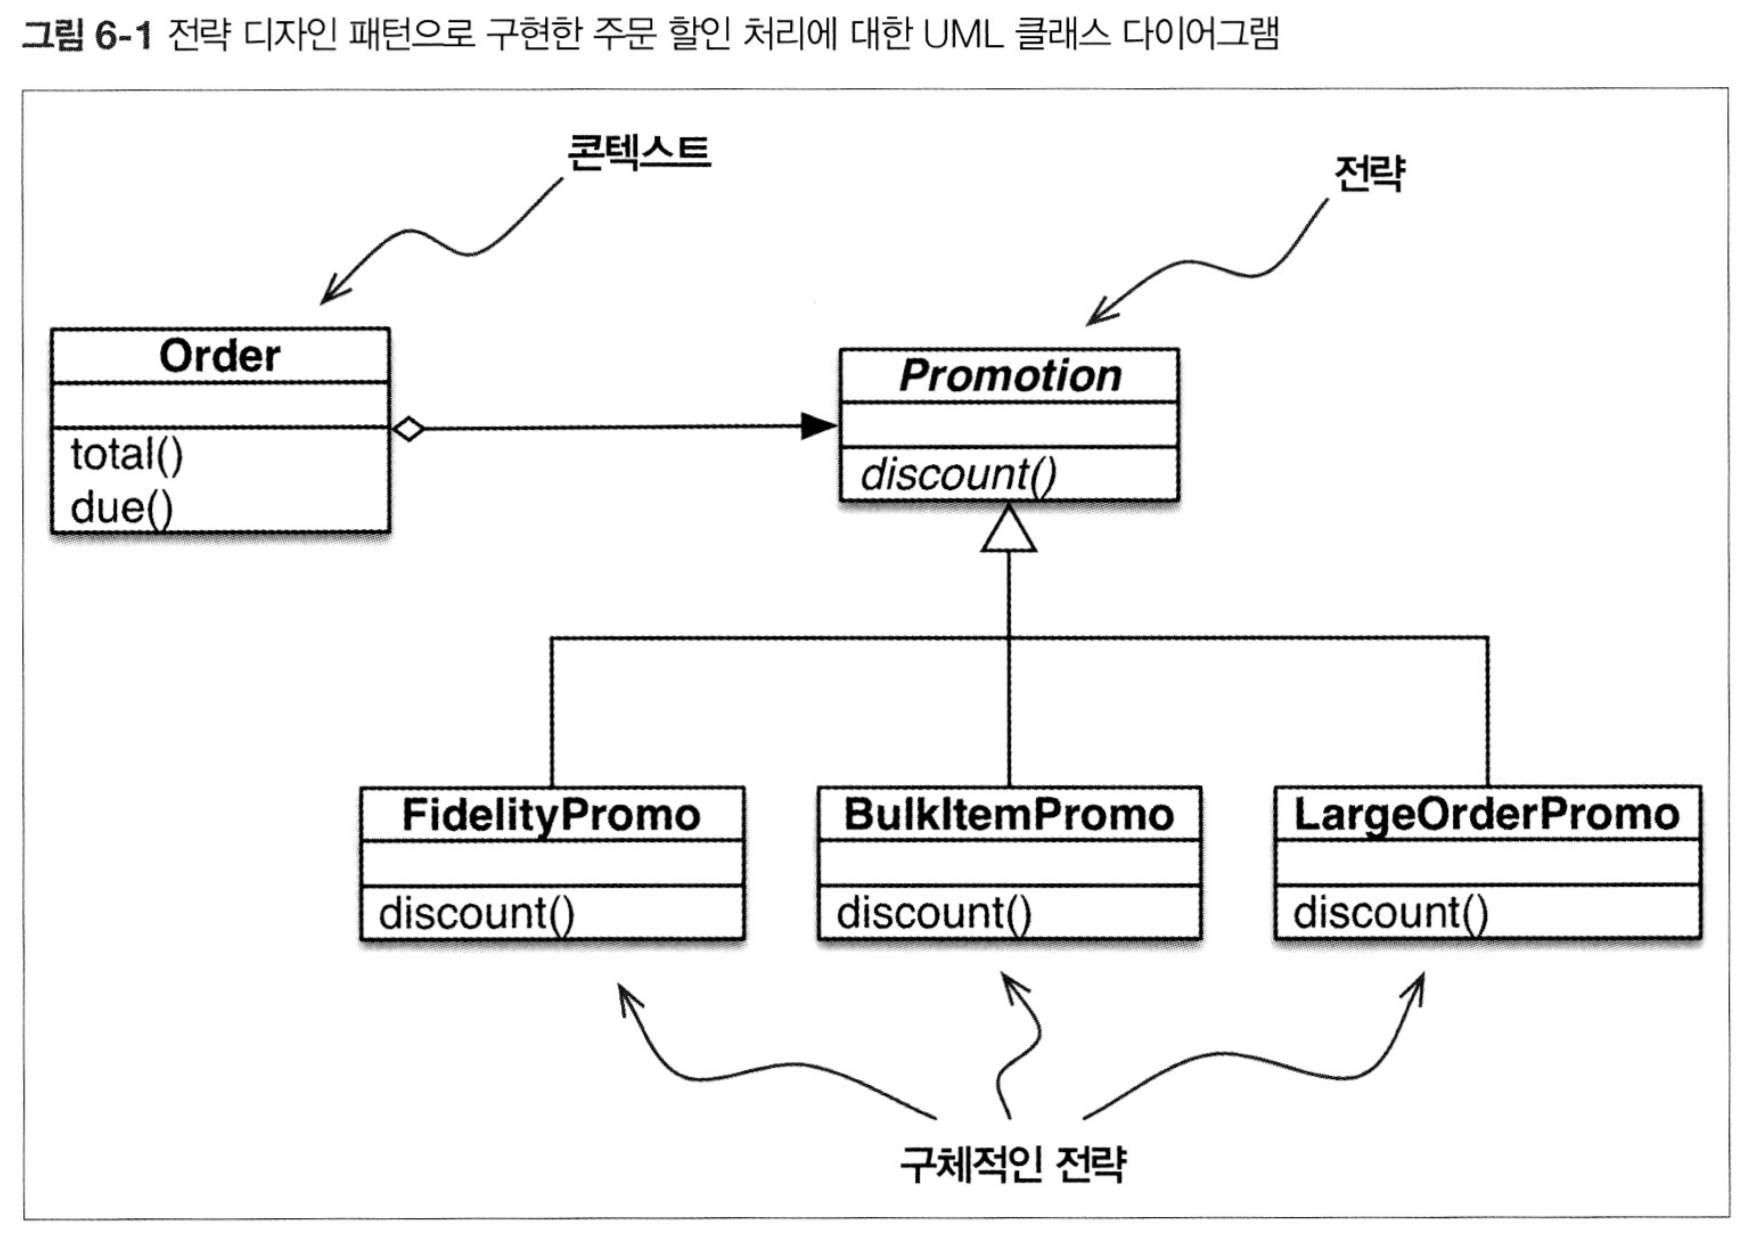 그림 6-1 전략 디자인 패턴으로 구현한 주문 할인 처리에 대한 UML 클래스 다이어그램
콘텍스트
전략
Order
total()
due()
Promotion
discount()
FidelityPromo
discount()
BulkItemPromo
discount()
LargeOrderPromo
discount()
구체적인 전략